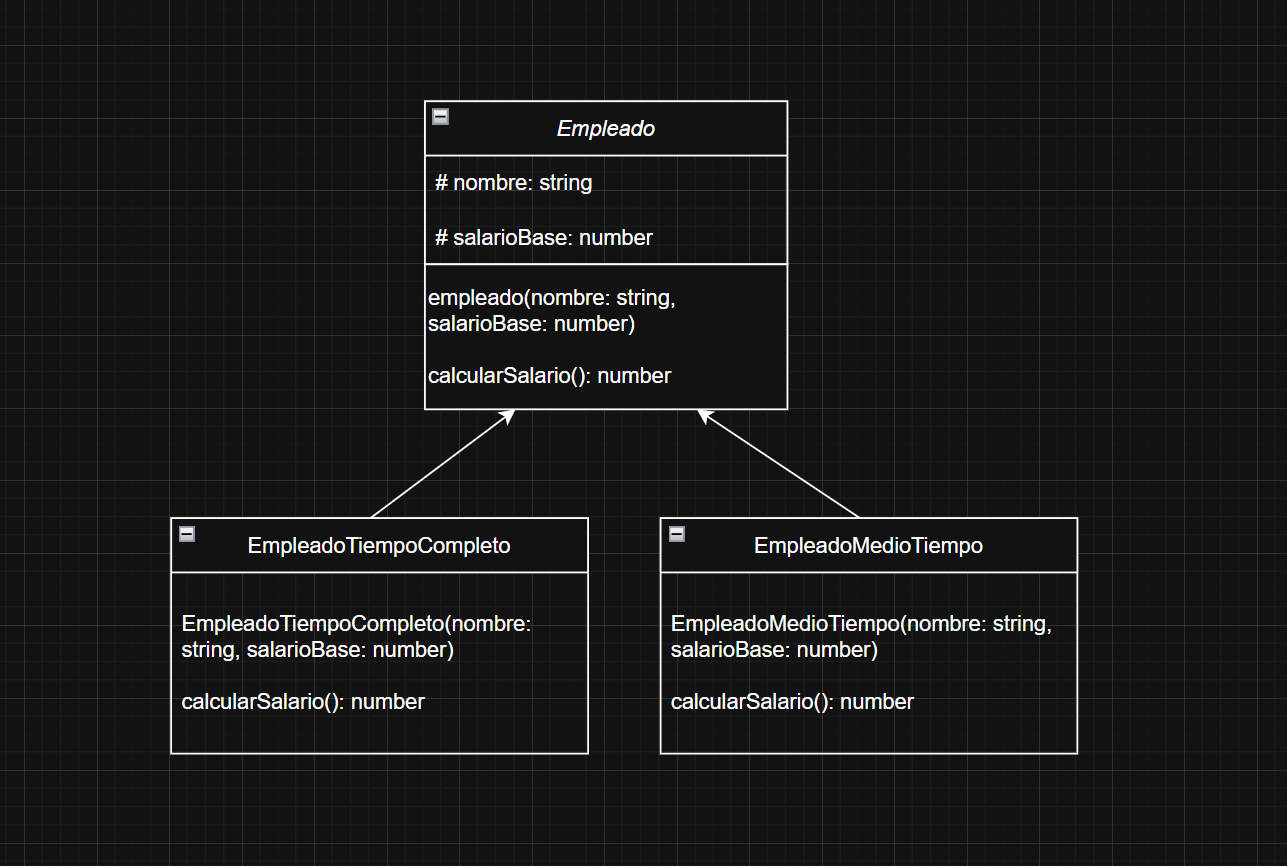 Empleado
# nombre: string
# salarioBase: number
empleado(nombre: string,
salarioBase: number)
calcularSalario(): number
EmpleadoTiempoCompleto
EmpleadoTiempoCompleto(nombre:
string, salarioBase: number)
calcularSalario(): number
EmpleadoMedioTiempo
EmpleadoMedioTiempo(nombre: string,
salarioBase: number)
calcularSalario(): number